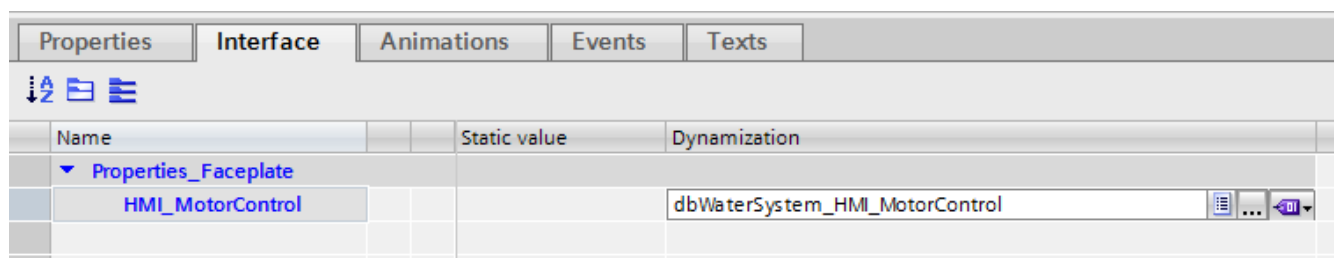 Properties Interface Animations Events Texts
Name Static value Dynamization
Properties_Faceplate
HMI_MotorControl dbWaterSystem_HMI_MotorControl